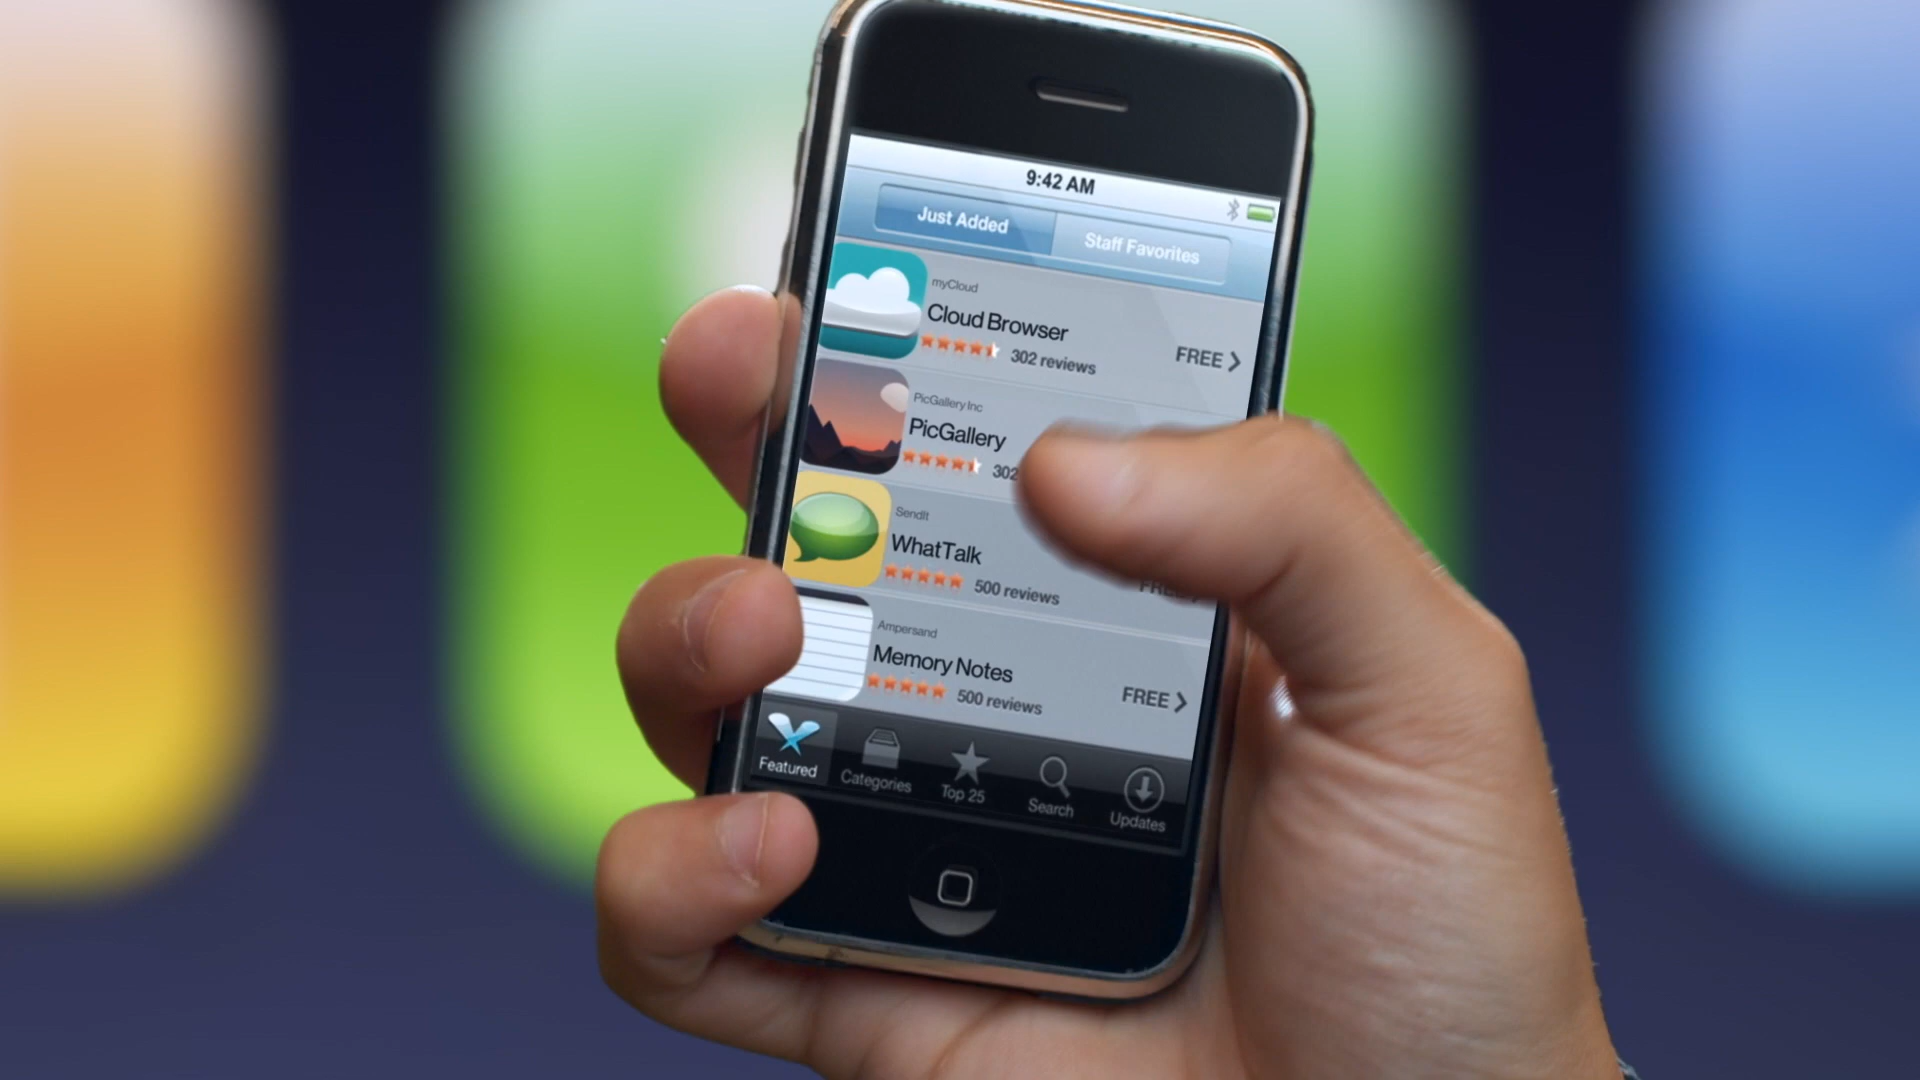 9:42 AM
Just Added
Staff Favorites
myCloud
Cloud Browser
302 reviews
FREE
PicGallery Inc
PicGallery
302
SendIt
WhatTalk
500 reviews
FREE
Ampersand
Memory Notes
500 reviews
FREE
Featured
Categories
Top 25
Search
Updates